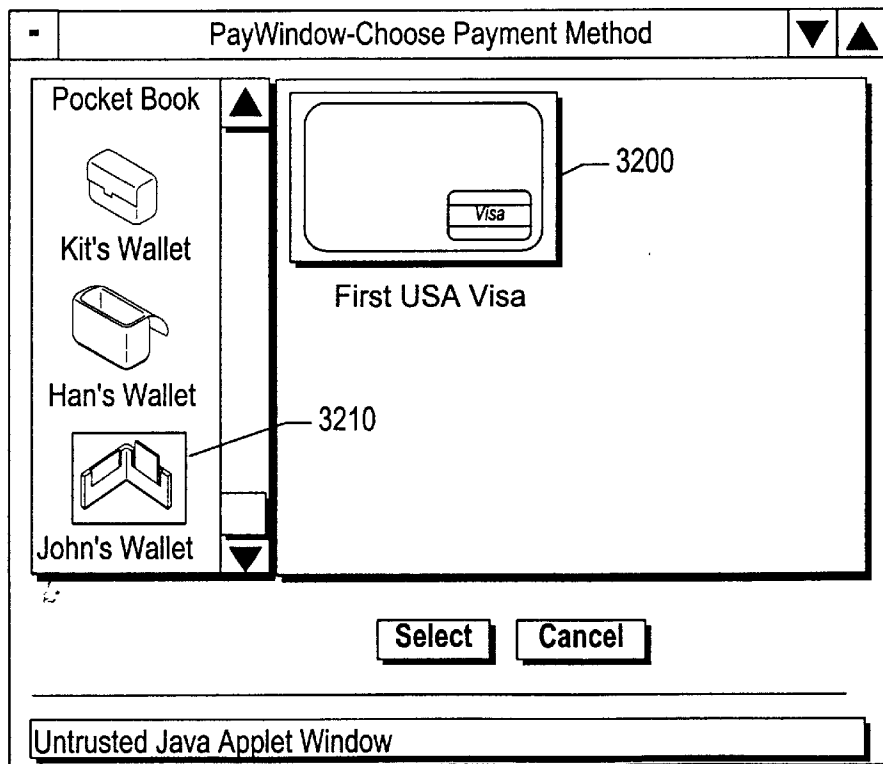 PayWindow-Choose Payment Method
Pocket Book
Kit's Wallet
Han's Wallet
John's Wallet
3210
Visa
3200
First USA Visa
Select
Cancel
Untrusted Java Applet Window